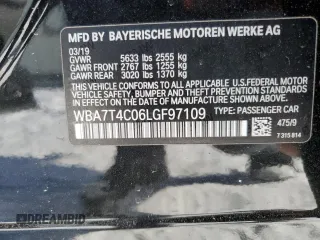 MFD BY BAYERISCHE MOTOREN WERKE AG
03/19
GVWR 5633 lbs 2555 kg
GAWR FRONT 2767 lbs 1255 kg
GAWR REAR 3020 lbs 1370 kg
THIS VEHICLE CONFORMS TO ALL APPLICABLE
U.S. FEDERAL MOTOR VEHICLE SAFETY, BUMPER, AND
THEFT PREVENTION STANDARDS IN EFFECT ON THE
DATE OF MANUFACTURE SHOWN ABOVE.
WBA7T4C06LGF97109
TYPE: PASSENGER CAR
475/9
7 315 814
DREAMBID